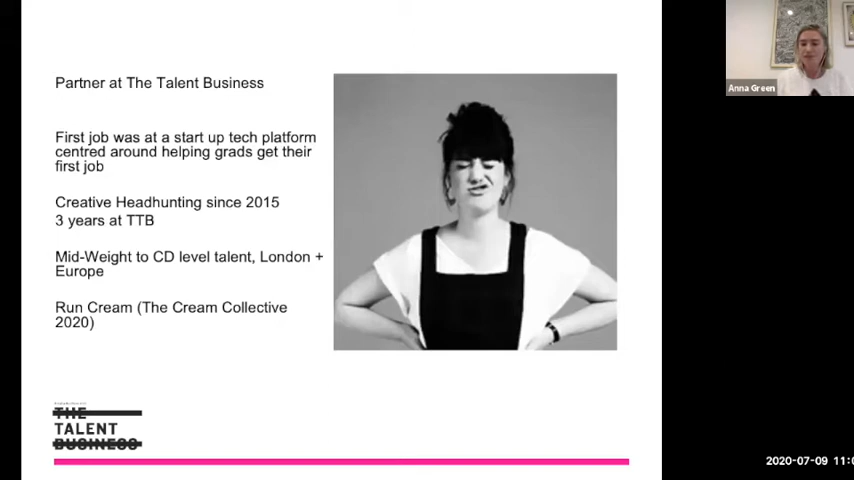 Partner at The Talent Business
First job was at a start up tech platform
centred around helping grads get their
first job
Creative Headhunting since 2015
3 years at TTB
Mid-Weight to CD level talent, London +
Europe
Run Cream (The Cream Collective
2020)
THE
TALENT
BUSINESS
Anna Green
2020-07-09 11:0